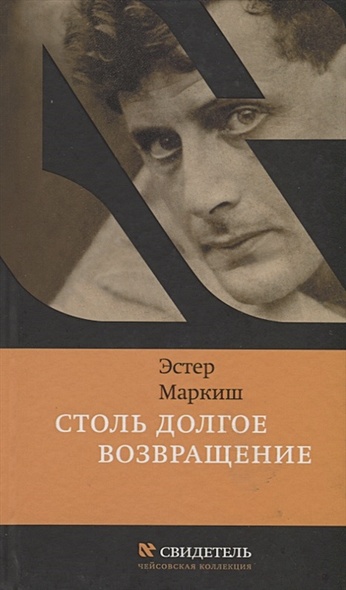 Эстер
Маркиш
СТОЛЬ ДОЛГОЕ
ВОЗВРАЩЕНИЕ
СВИДЕТЕЛЬ
ЧЕЙСОВСКАЯ КОЛЛЕКЦИЯ